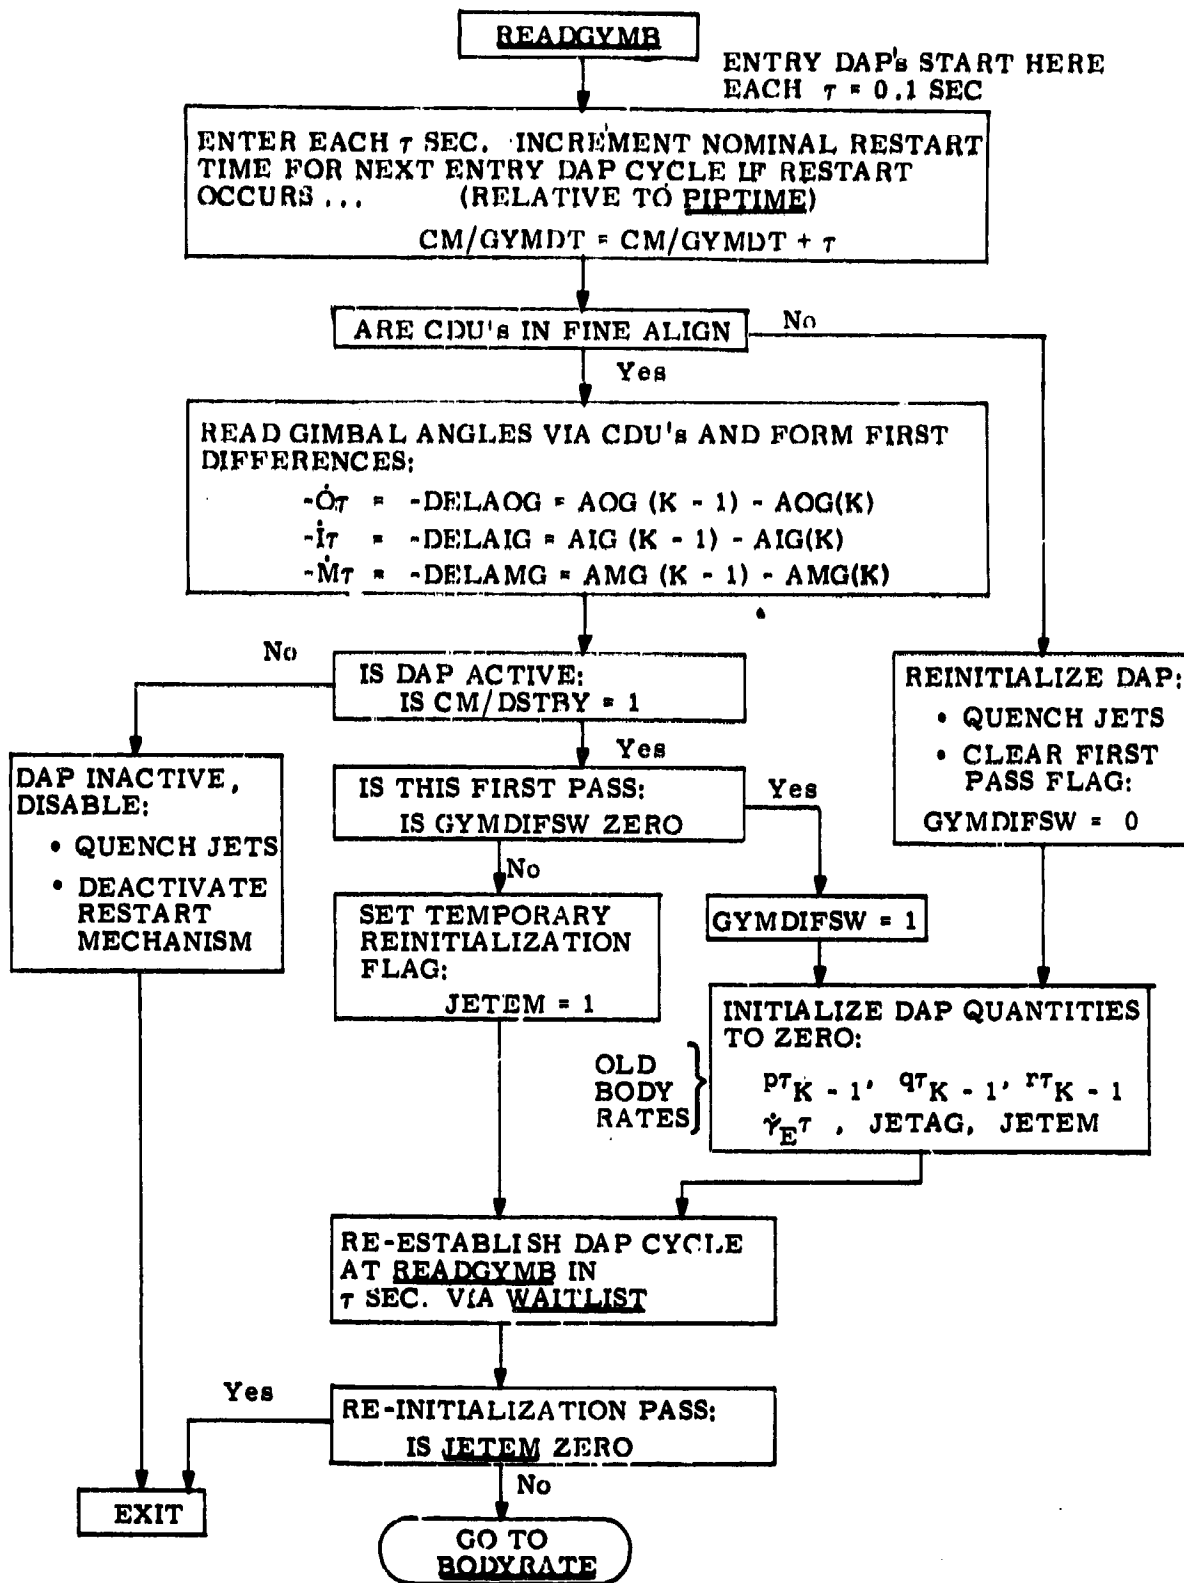 READGYMB
ENTRY DAP's START HERE
EACH τ = 0.1 SEC
ENTER EACH τ SEC. INCREMENT NOMINAL RESTART
TIME FOR NEXT ENTRY DAP CYCLE IF RESTART
OCCURS ... (RELATIVE TO PIPTIME)
CM/GYMDT = CM/GYMDT + τ
ARE CDU's IN FINE ALIGN
No
Yes
READ GIMBAL ANGLES VIA CDU's AND FORM FIRST
DIFFERENCES:
-Ȯτ = -DELAOG = AOG (K - 1) - AOG(K)
-İτ = -DELAIG = AIG (K - 1) - AIG(K)
-Ṁτ = -DELAMG = AMG (K - 1) - AMG(K)
No
IS DAP ACTIVE:
IS CM/DSTBY = 1
Yes
REINITIALIZE DAP:
• QUENCH JETS
• CLEAR FIRST
PASS FLAG:
GYMDIFSW = 0
DAP INACTIVE,
DISABLE:
• QUENCH JETS
• DEACTIVATE
RESTART
MECHANISM
IS THIS FIRST PASS:
IS GYMDIFSW ZERO
Yes
No
SET TEMPORARY
REINITIALIZATION
FLAG:
JETEM = 1
GYMDIFSW = 1
INITIALIZE DAP QUANTITIES
TO ZERO:
OLD
BODY
RATES
pτK - 1, qτK - 1, rτK - 1
γ̇Eτ , JETAG, JETEM
RE-ESTABLISH DAP CYCLE
AT READGYMB IN
τ SEC. VIA WAITLIST
Yes
RE-INITIALIZATION PASS:
IS JETEM ZERO
No
EXIT
GO TO
BODYRATE